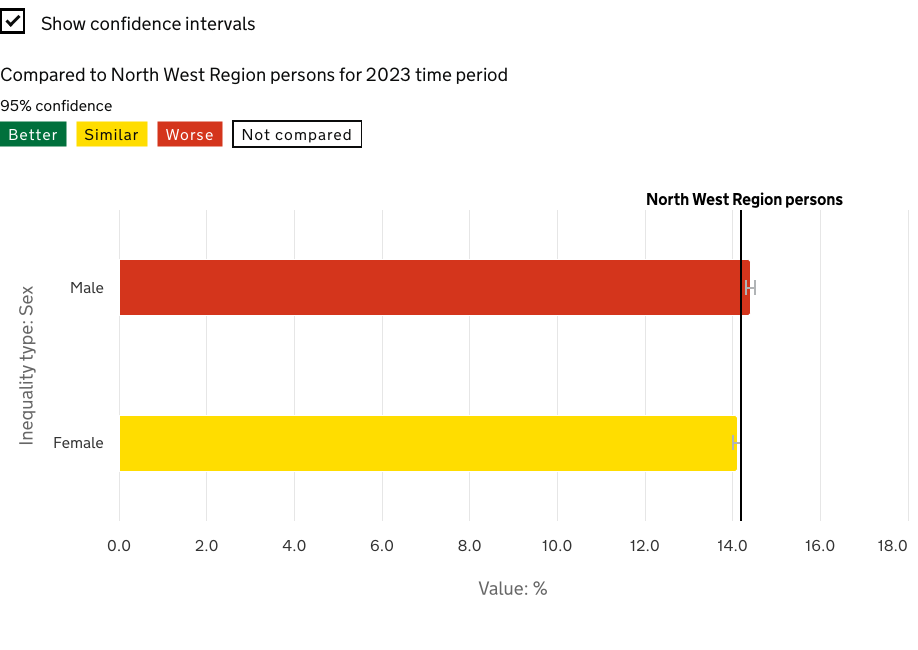 Show confidence intervals
Compared to North West Region persons for 2023 time period
95% confidence
Better Similar Worse Not compared
North West Region persons
Inequality type: Sex
Male
Female
0.0 2.0 4.0 6.0 8.0 10.0 12.0 14.0 16.0 18.0
Value: %